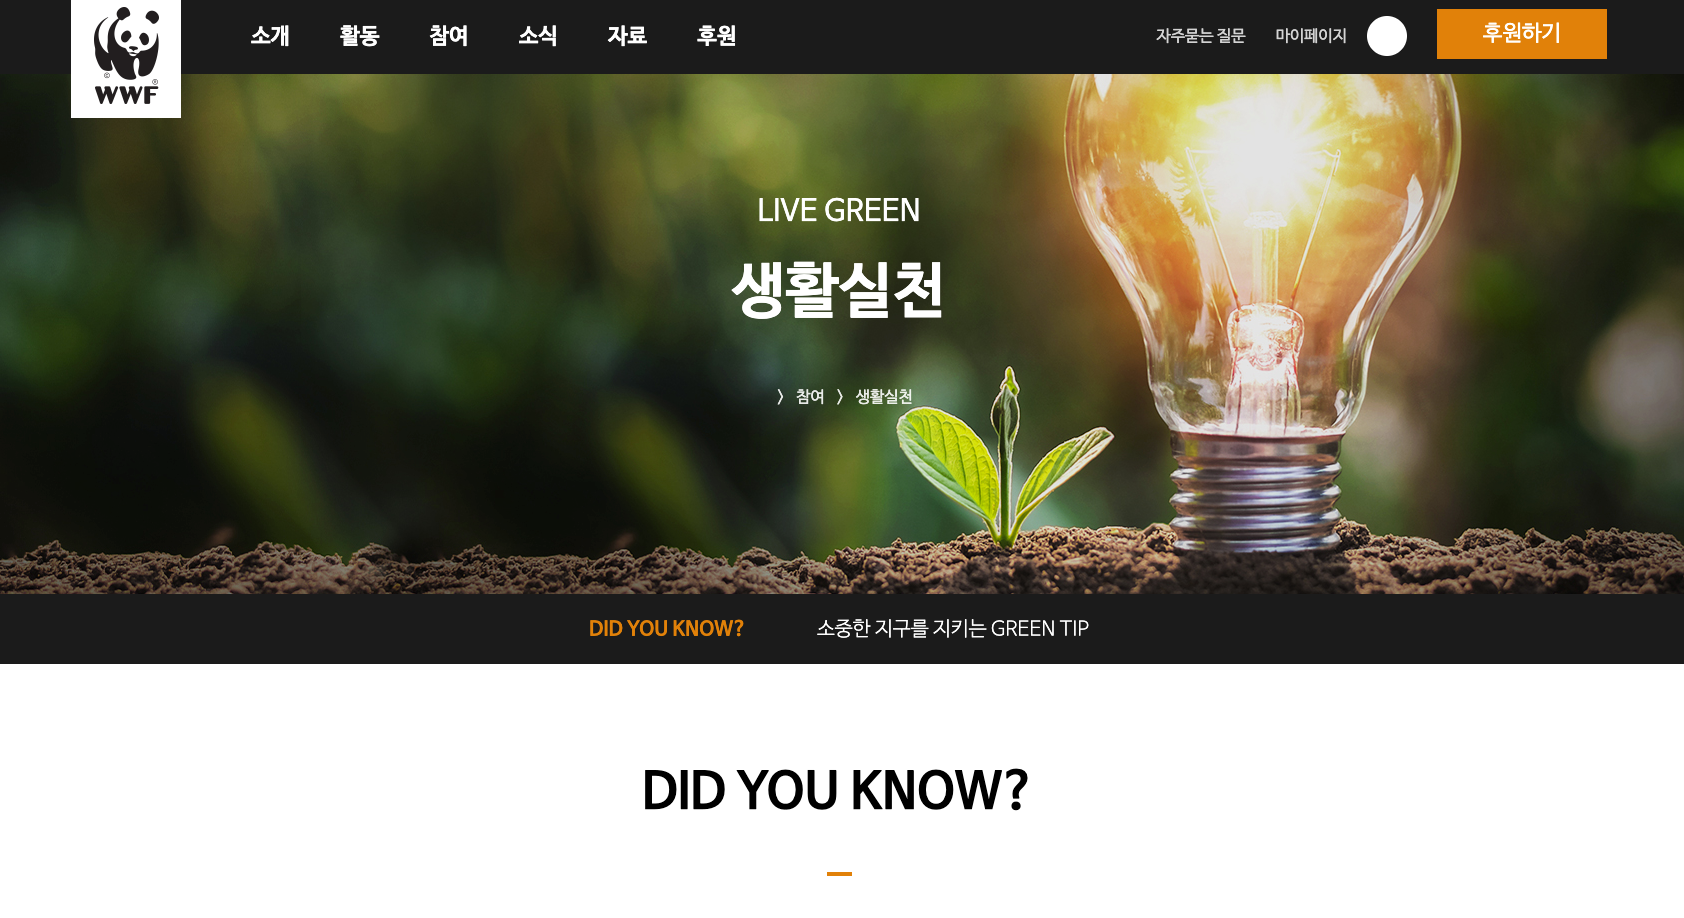 소개 활동 참여 소식 자료 후원 자주묻는 질문 마이페이지 후원하기
© ®
WWF
LIVE GREEN
생활실천
〉 참여 〉 생활실천
DID YOU KNOW? 소중한 지구를 지키는 GREEN TIP
DID YOU KNOW?